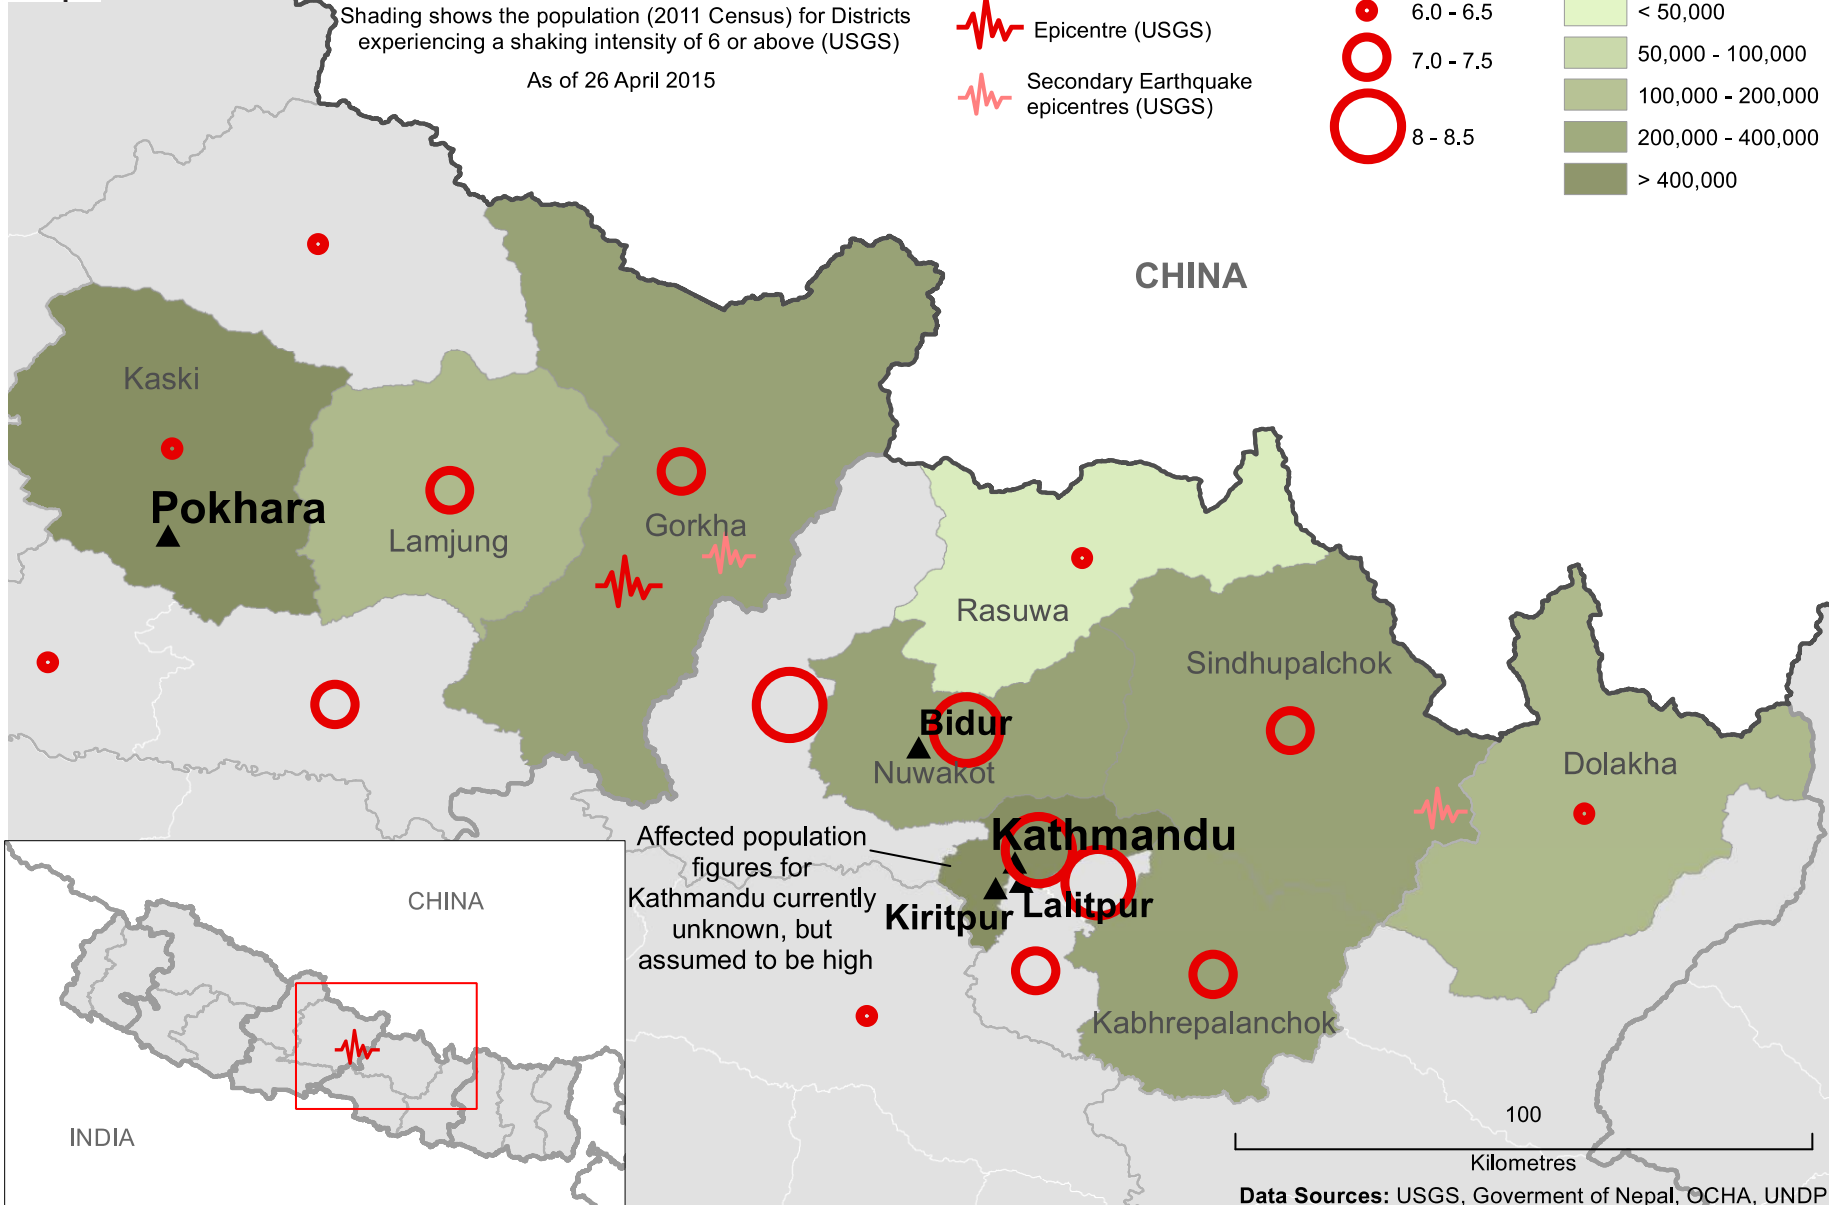 Shading shows the population (2011 Census) for Districts
experiencing a shaking intensity of 6 or above (USGS)
As of 26 April 2015
Epicentre (USGS)
Secondary Earthquake
epicentres (USGS)
6.0 - 6.5
7.0 - 7.5
8 - 8.5
< 50,000
50,000 - 100,000
100,000 - 200,000
200,000 - 400,000
> 400,000
CHINA
Kaski
Pokhara
Lamjung
Gorkha
Rasuwa
Sindhupalchok
Bidur
Nuwakot
Dolakha
Kathmandu
Affected population
figures for
Kathmandu currently
unknown, but
assumed to be high
Kiritpur
Lalitpur
Kabhrepalanchok
CHINA
INDIA
100
Kilometres
Data Sources: USGS, Goverment of Nepal, OCHA, UNDP